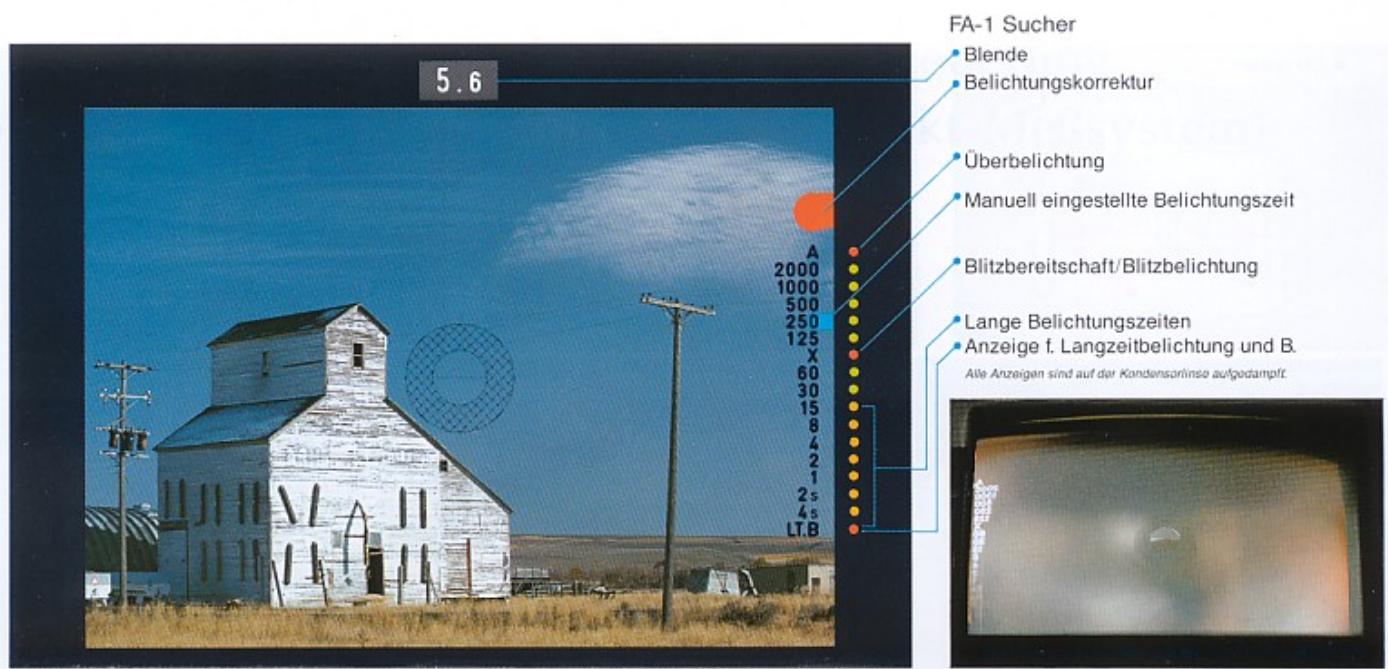 FA-1 Sucher
5.6
Blende
Belichtungskorrektur
Überbelichtung
Manuell eingestellte Belichtungszeit
Blitzbereitschaft/Blitzbelichtung
Lange Belichtungszeiten
Anzeige f. Langzeitbelichtung und B.
Alle Anzeigen sind auf der Kondensorlinse aufgedampft.
A
2000
1000
500
250
125
X
60
30
15
8
4
2
1
2s
4s
LT.B